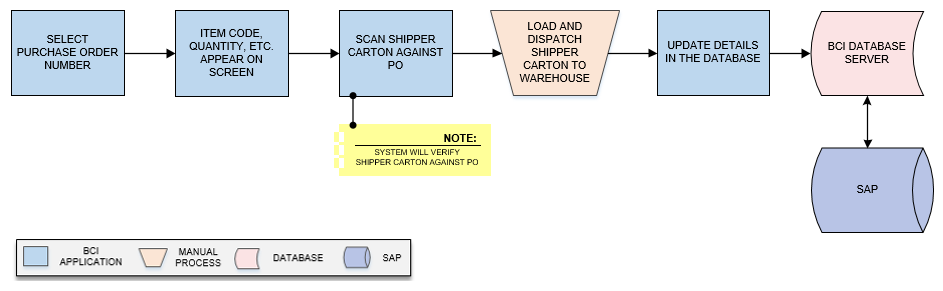 SELECT
PURCHASE ORDER
NUMBER
ITEM CODE,
QUANTITY, ETC.
APPEAR ON
SCREEN
SCAN SHIPPER
CARTON AGAINST
PO
LOAD AND
DISPATCH
SHIPPER
CARTON TO
WAREHOUSE
UPDATE DETAILS
IN THE DATABASE
BCI DATABASE
SERVER
NOTE:
SYSTEM WILL VERIFY
SHIPPER CARTON AGAINST PO
SAP
BCI
APPLICATION
MANUAL
PROCESS
DATABASE
SAP